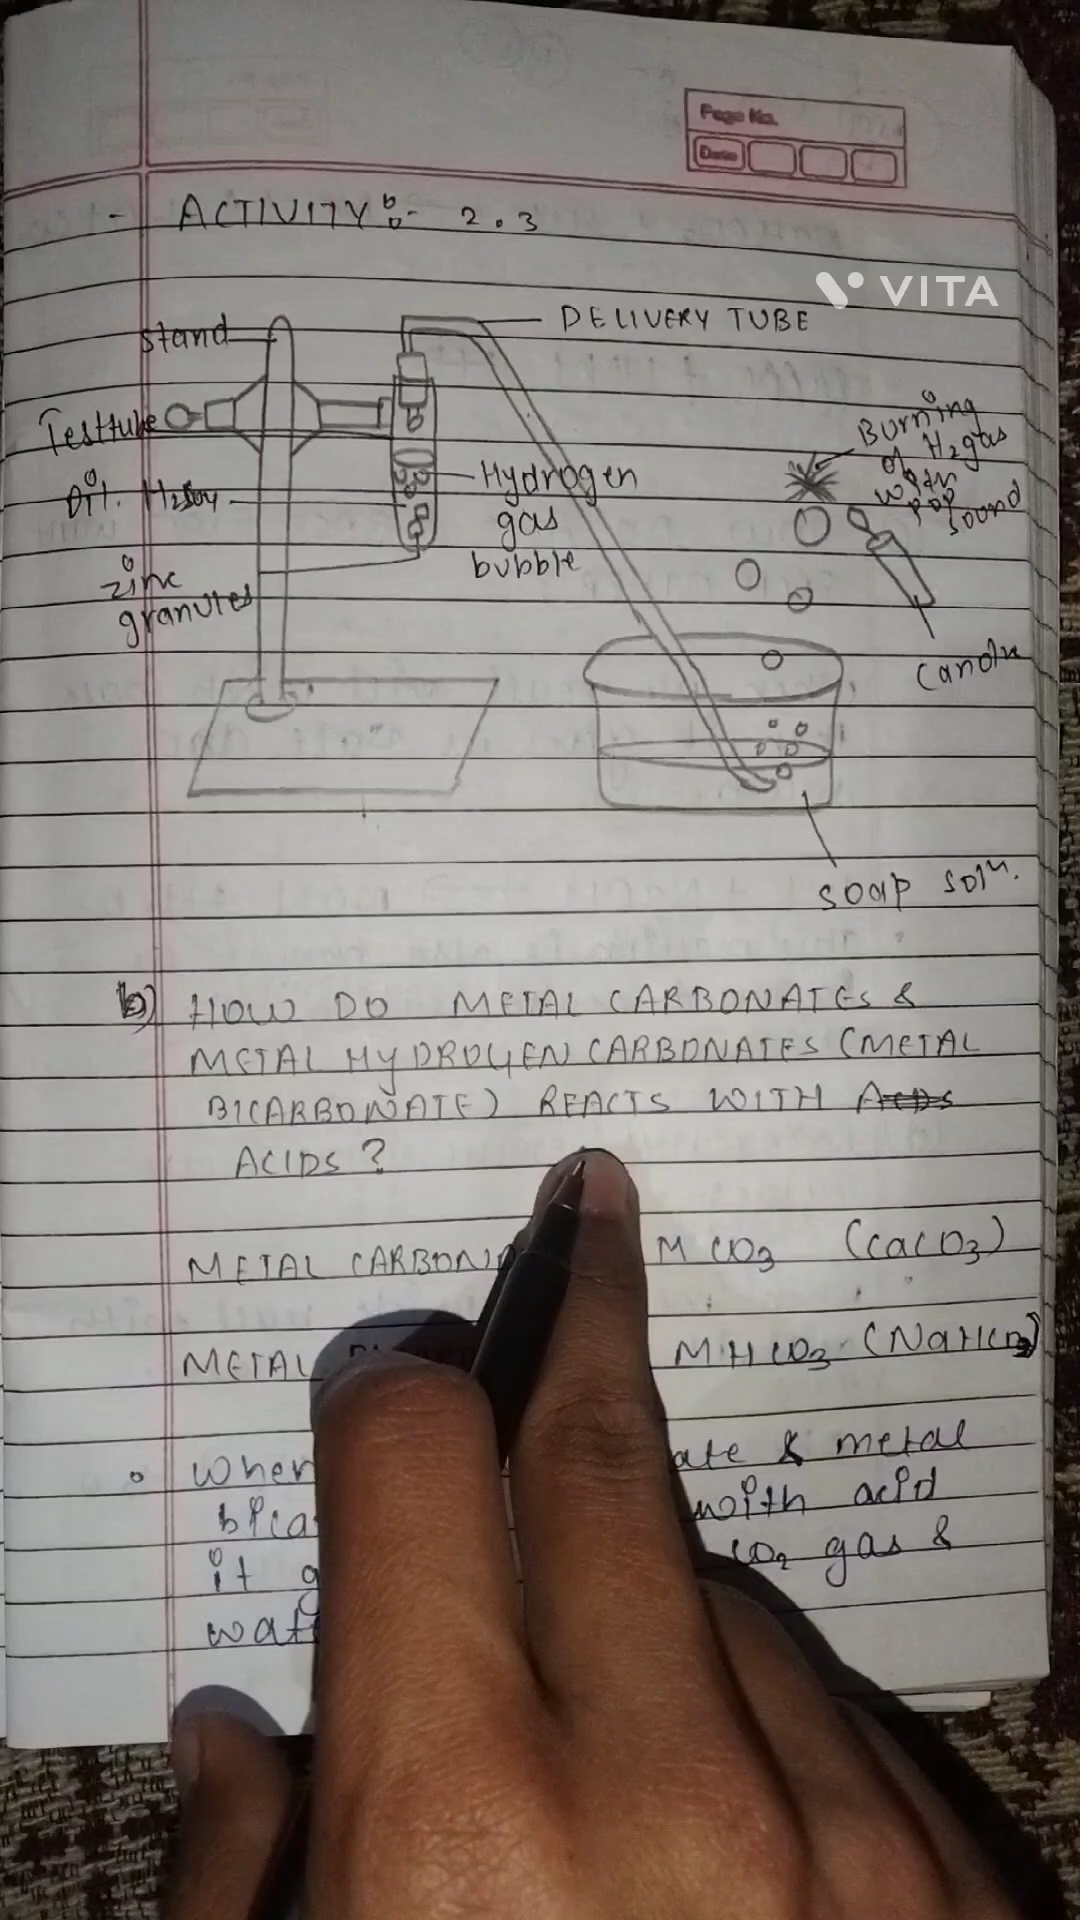 Page No.
Date
- ACTIVITY :- 2.3
VITA
stand
DELIVERY TUBE
Testtube
Dil. H2SO4
Hydrogen
gas
bubble
zinc
granules
Burning
of H2 gas
with
pop
sound
candle
soap soln.
b) HOW DO METAL CARBONATES &
METAL HYDROGEN CARBONATES (METAL
BICARBONATE) REACTS WITH
ACIDS?
METAL CARBON MCO3 (CaCO3)
METAL MHCO3 (NaHCO3)
When ate & metal
bica with acid
it g CO2 gas &
wat